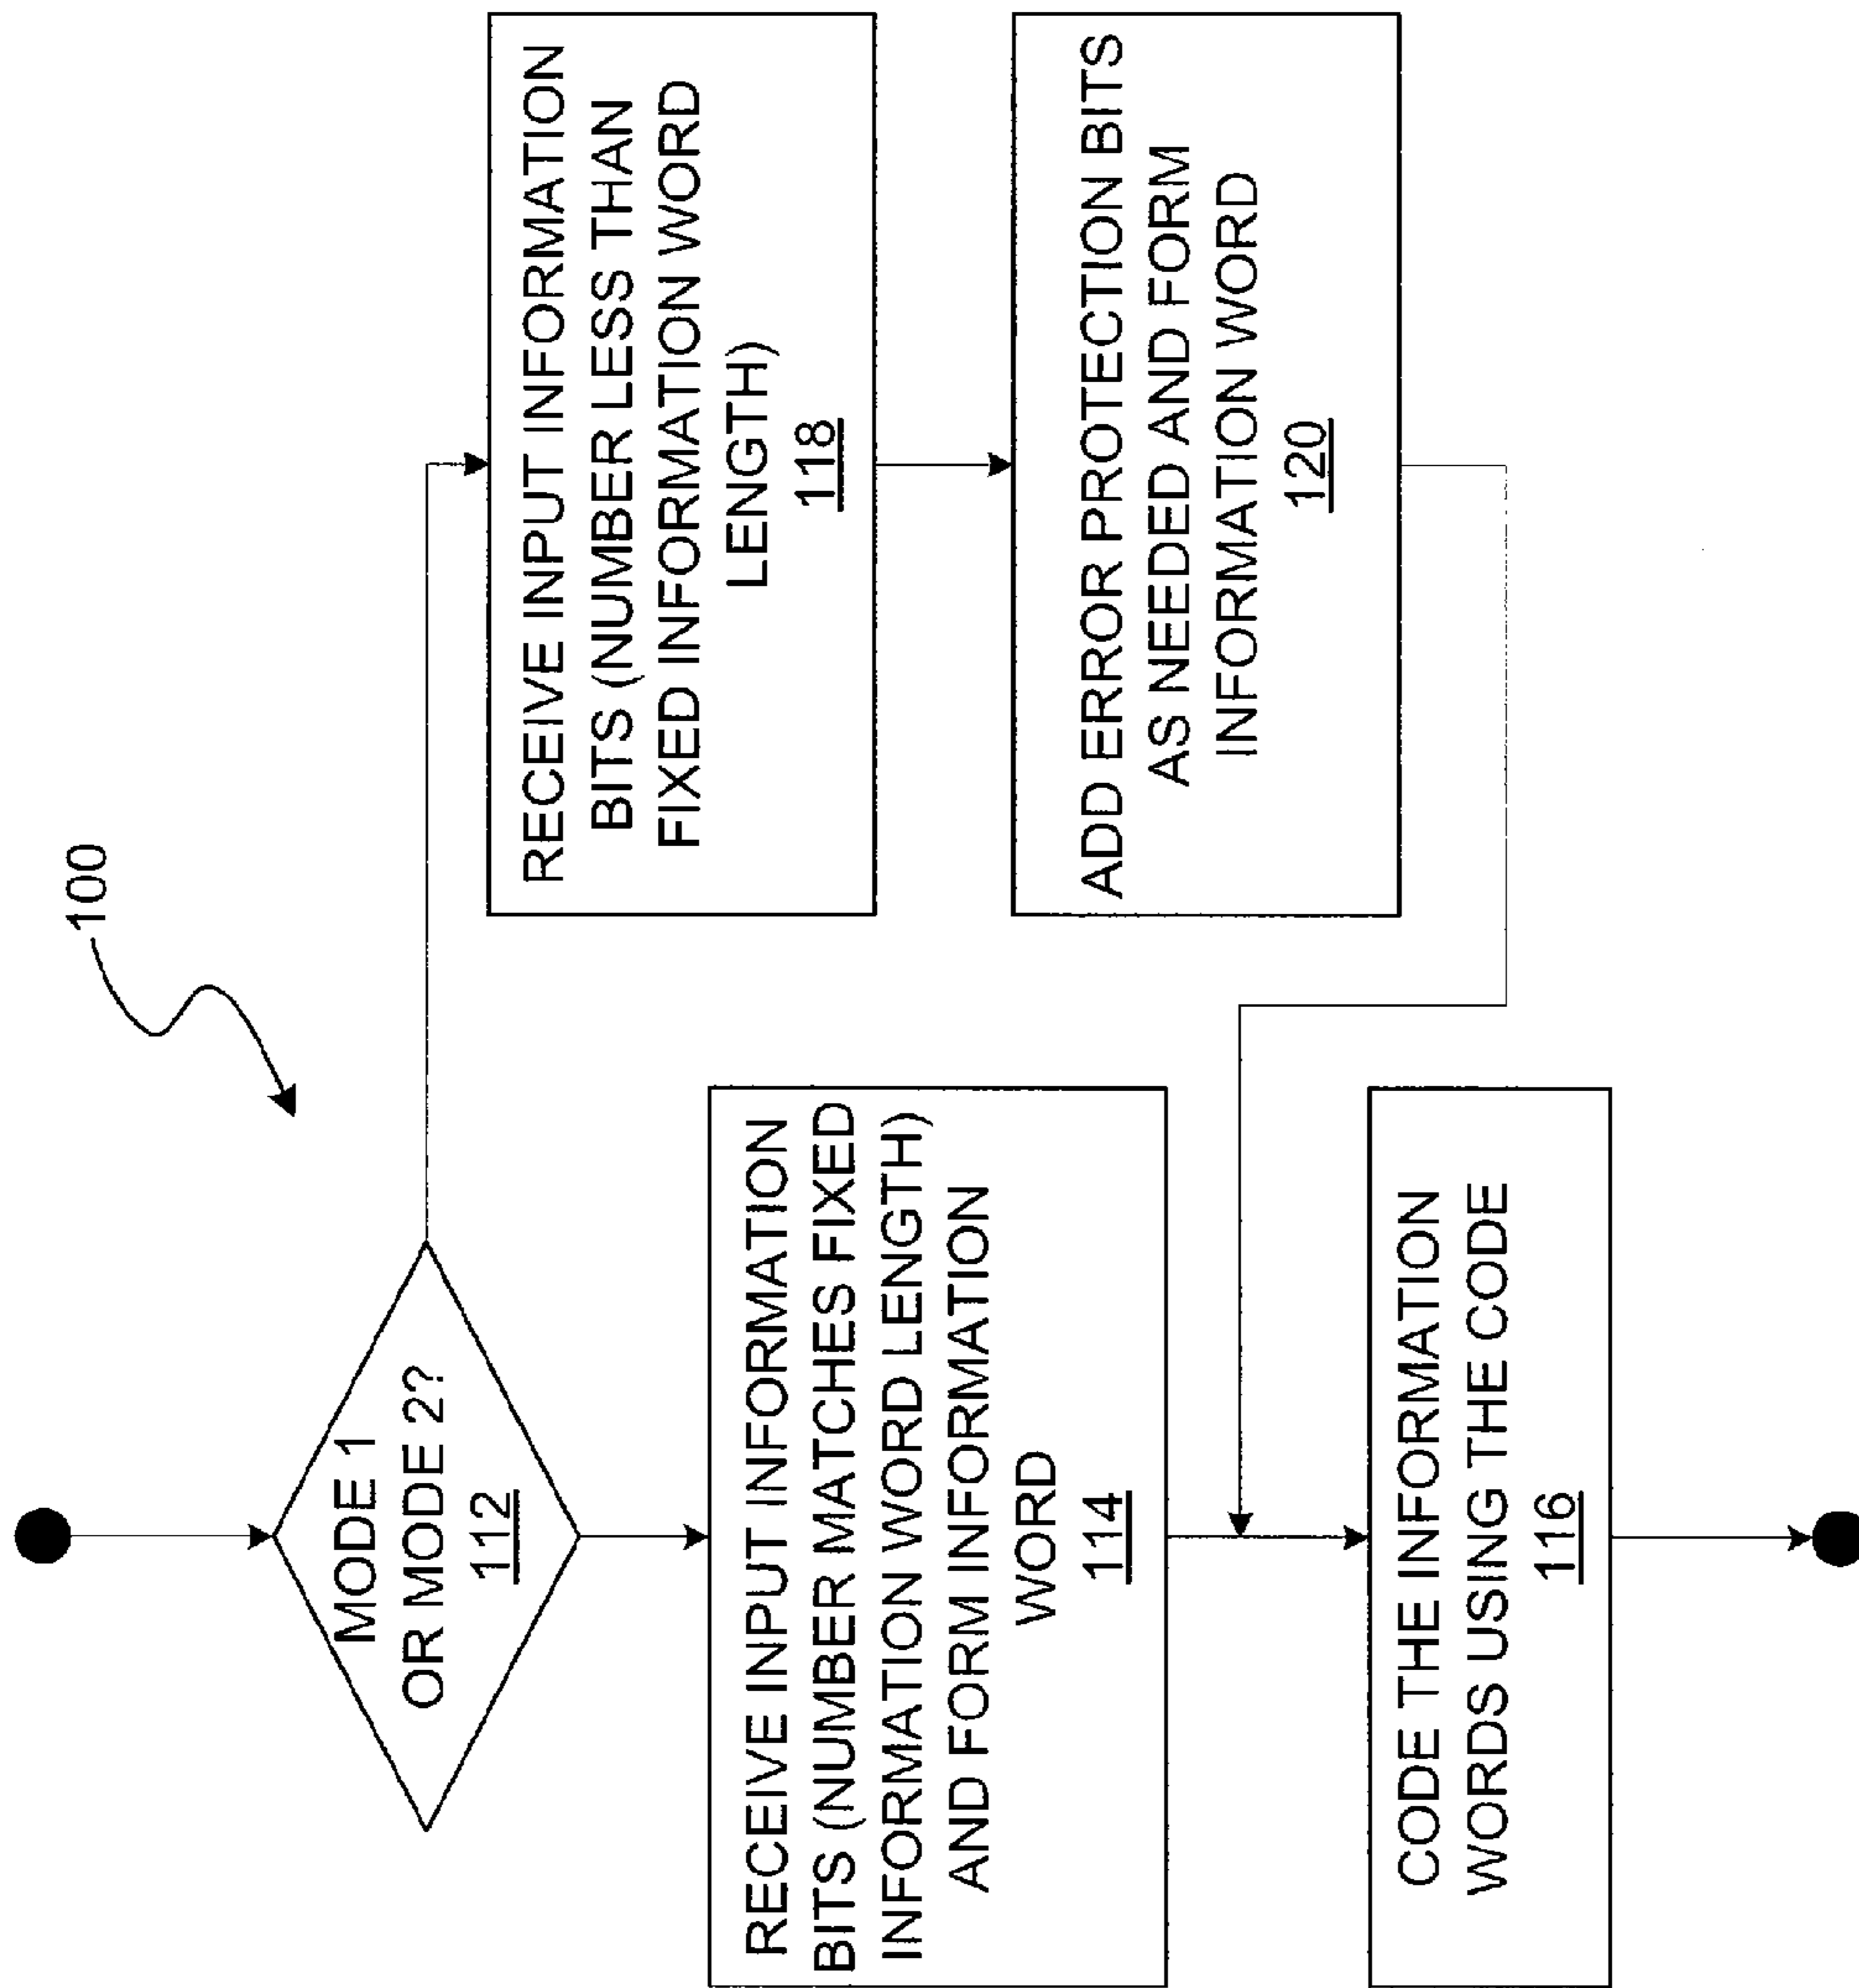 100
MODE 1
OR MODE 2?
112
RECEIVE INPUT INFORMATION
BITS (NUMBER MATCHES FIXED
INFORMATION WORD LENGTH)
AND FORM INFORMATION
WORD
114
CODE THE INFORMATION
WORDS USING THE CODE
116
RECEIVE INPUT INFORMATION
BITS (NUMBER LESS THAN
FIXED INFORMATION WORD
LENGTH)
118
ADD ERROR PROTECTION BITS
AS NEEDED AND FORM
INFORMATION WORD
120